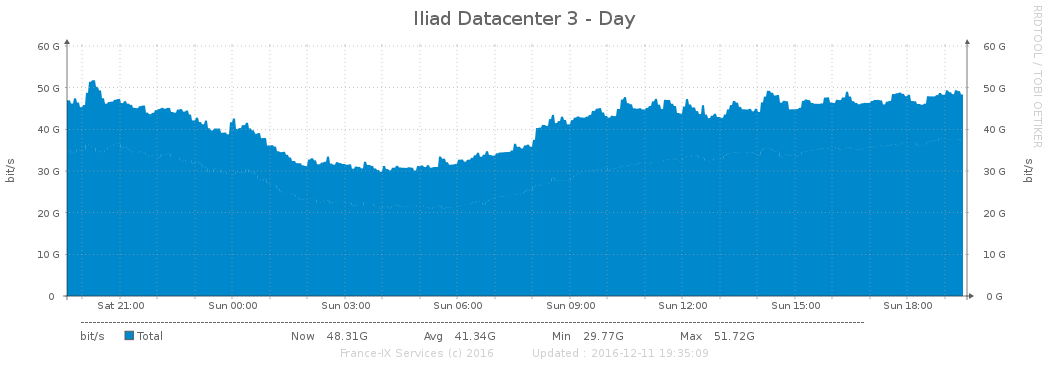 Iliad Datacenter 3 - Day
RRDTOOL / TOBI OETIKER
60 G 60 G
50 G 50 G
40 G 40 G
30 G 30 G
20 G 20 G
10 G 10 G
0 0 G
bit/s bit/s
Sat 21:00 Sun 00:00 Sun 03:00 Sun 06:00 Sun 09:00 Sun 12:00 Sun 15:00 Sun 18:00
bit/s Total Now 48.31G Avg 41.34G Min 29.77G Max 51.72G
France-IX Services (c) 2016 Updated : 2016-12-11 19:35:09